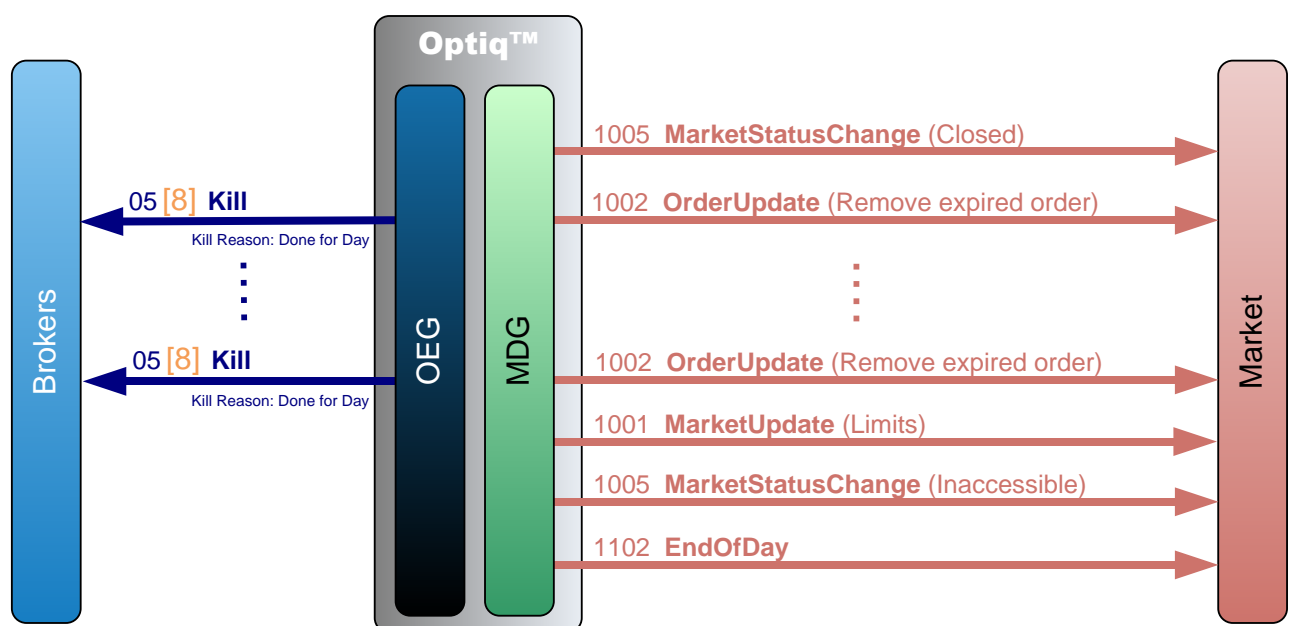 Optiq™
1005 MarketStatusChange (Closed)
05 [8] Kill
1002 OrderUpdate (Remove expired order)
Kill Reason: Done for Day
Brokers
OEG
MDG
Market
05 [8] Kill
1002 OrderUpdate (Remove expired order)
Kill Reason: Done for Day
1001 MarketUpdate (Limits)
1005 MarketStatusChange (Inaccessible)
1102 EndOfDay